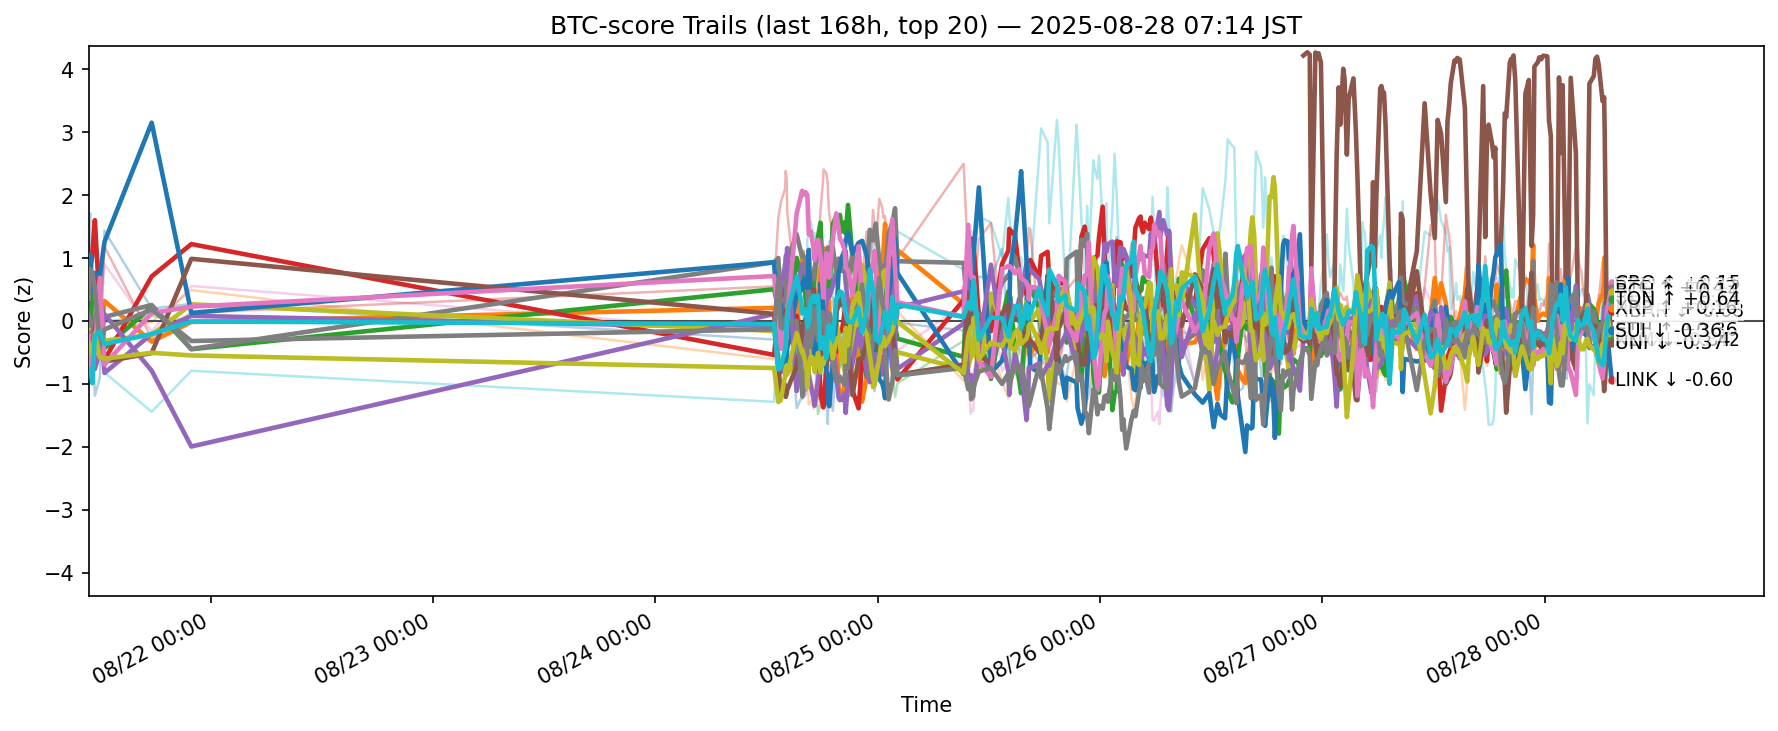 BTC-score Trails (last 168h, top 20) — 2025-08-28 07:14 JST
Score (z)
4
3
2
1
0
−1
−2
−3
−4
TON ↑ +0.64
SUI ↓ -0.36
UNI ↓ -0.37
LINK ↓ -0.60
08/22 00:00
08/23 00:00
08/24 00:00
08/25 00:00
08/26 00:00
08/27 00:00
08/28 00:00
Time